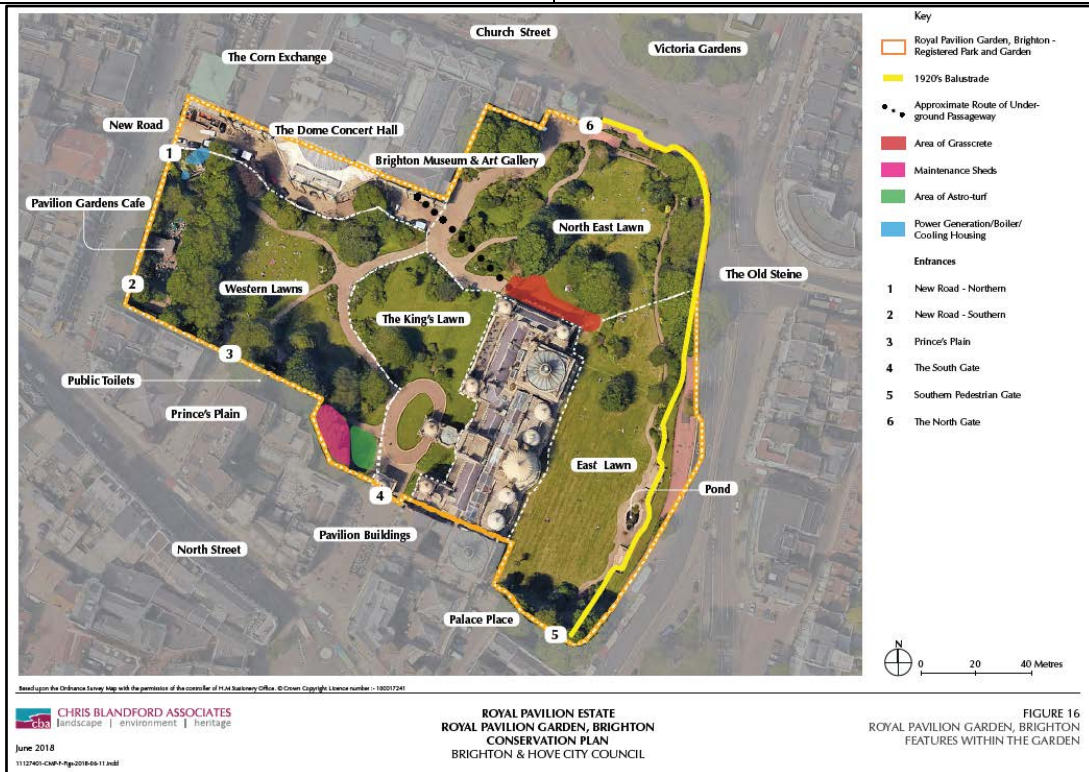 Church Street
Victoria Gardens
The Corn Exchange
New Road
The Dome Concert Hall
6
1
Brighton Museum & Art Gallery
Pavilion Gardens Cafe
North East Lawn
The Old Steine
2
Western Lawns
The King's Lawn
3
Public Toilets
Prince's Plain
East Lawn
Pond
4
Pavilion Buildings
North Street
Palace Place
5
Key
Royal Pavilion Garden, Brighton -
Registered Park and Garden
1920's Balustrade
Approximate Route of Under-
ground Passageway
Area of Grasscrete
Maintenance Sheds
Area of Astro-turf
Power Generation/Boiler/
Cooling Housing
Entrances
1 New Road - Northern
2 New Road - Southern
3 Prince's Plain
4 The South Gate
5 Southern Pedestrian Gate
6 The North Gate
N
0 20 40 Metres
Based upon the Ordnance Survey Map with the permission of the controller of H.M Stationery Office. © Crown Copyright Licence number :- 100017241
cba
CHRIS BLANDFORD ASSOCIATES
landscape | environment | heritage
June 2018
11127401-CMP-F-Figs-2018-06-11.indd
ROYAL PAVILION ESTATE
ROYAL PAVILION GARDEN, BRIGHTON
CONSERVATION PLAN
BRIGHTON & HOVE CITY COUNCIL
FIGURE 16
ROYAL PAVILION GARDEN, BRIGHTON
FEATURES WITHIN THE GARDEN